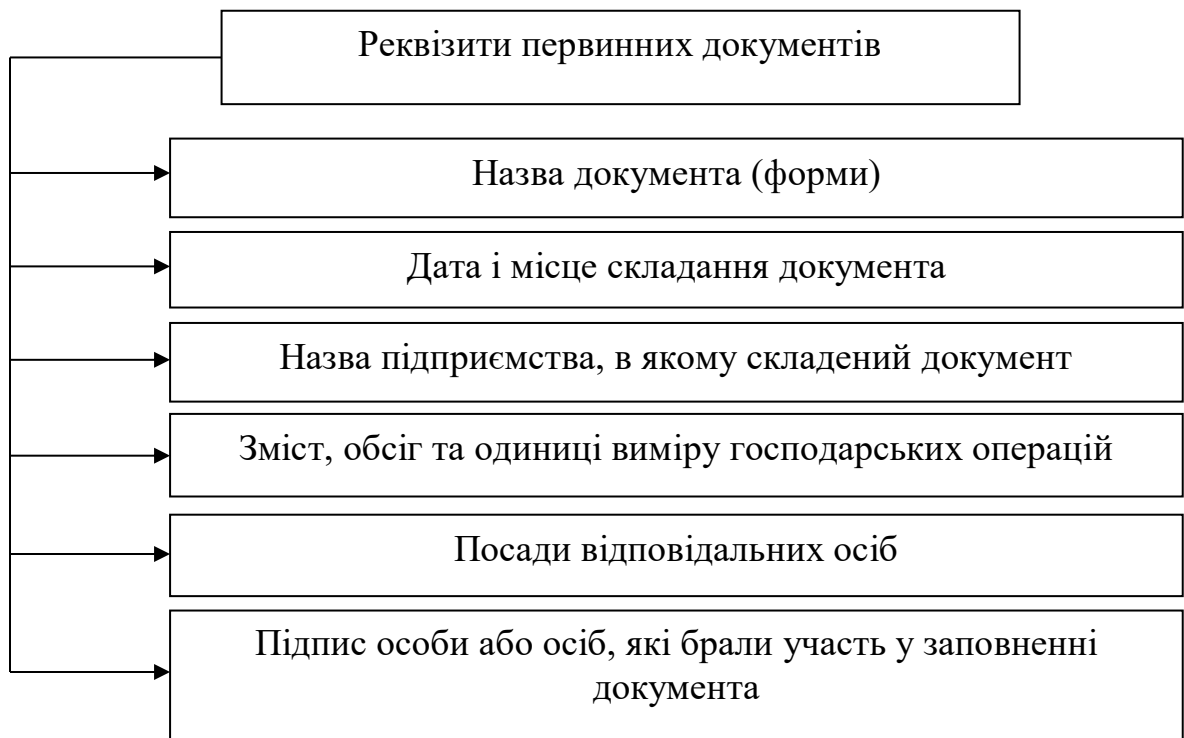 Реквізити первинних документів
Назва документа (форми)
Дата і місце складання документа
Назва підприємства, в якому складений документ
Зміст, обсіг та одиниці виміру господарських операцій
Посади відповідальних осіб
Підпис особи або осіб, які брали участь у заповненні
документа